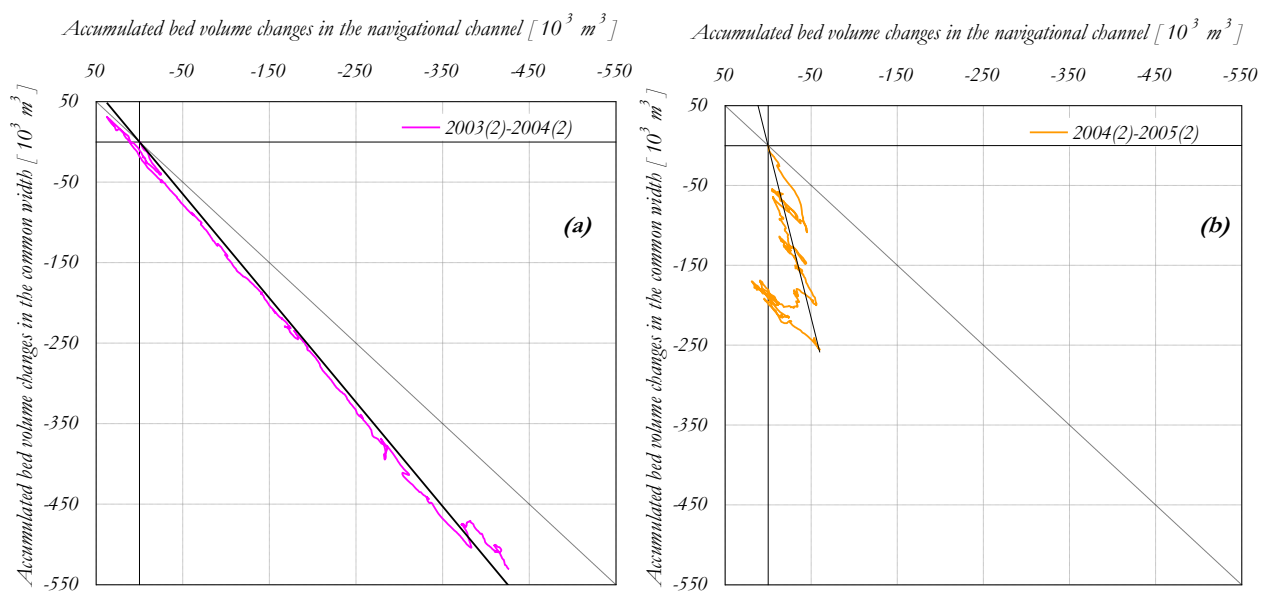 Accumulated bed volume changes in the navigational channel [ 10³ m³ ]
50 -50 -150 -250 -350 -450 -550
Accumulated bed volume changes in the common width [ 10³ m³ ]
50
-50
-150
-250
-350
-450
-550
2003(2)-2004(2)
(a)
Accumulated bed volume changes in the navigational channel [ 10³ m³ ]
50 -50 -150 -250 -350 -450 -550
Accumulated bed volume changes in the common width [ 10³ m³ ]
50
-50
-150
-250
-350
-450
-550
2004(2)-2005(2)
(b)